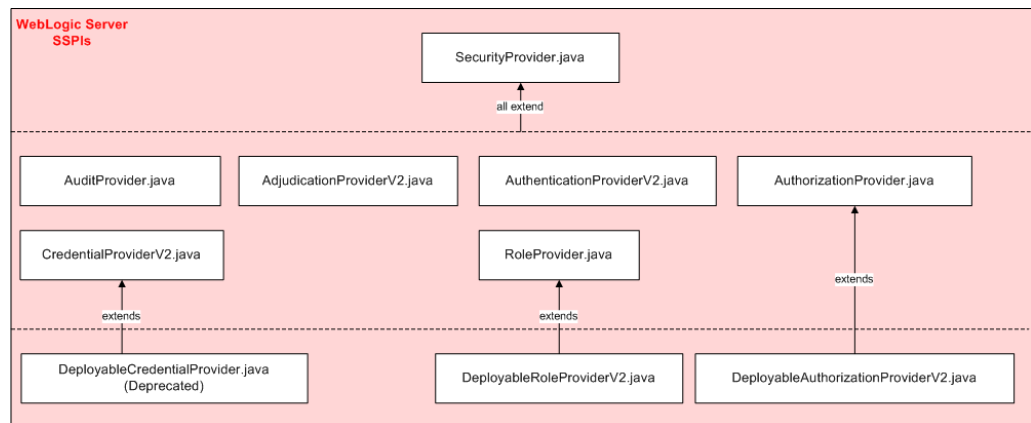 WebLogic Server
SSPIs
SecurityProvider.java
all extend
AuditProvider.java
AdjudicationProviderV2.java
AuthenticationProviderV2.java
AuthorizationProvider.java
CredentialProviderV2.java
RoleProvider.java
extends
extends
extends
DeployableCredentialProvider.java
(Deprecated)
DeployableRoleProviderV2.java
DeployableAuthorizationProviderV2.java